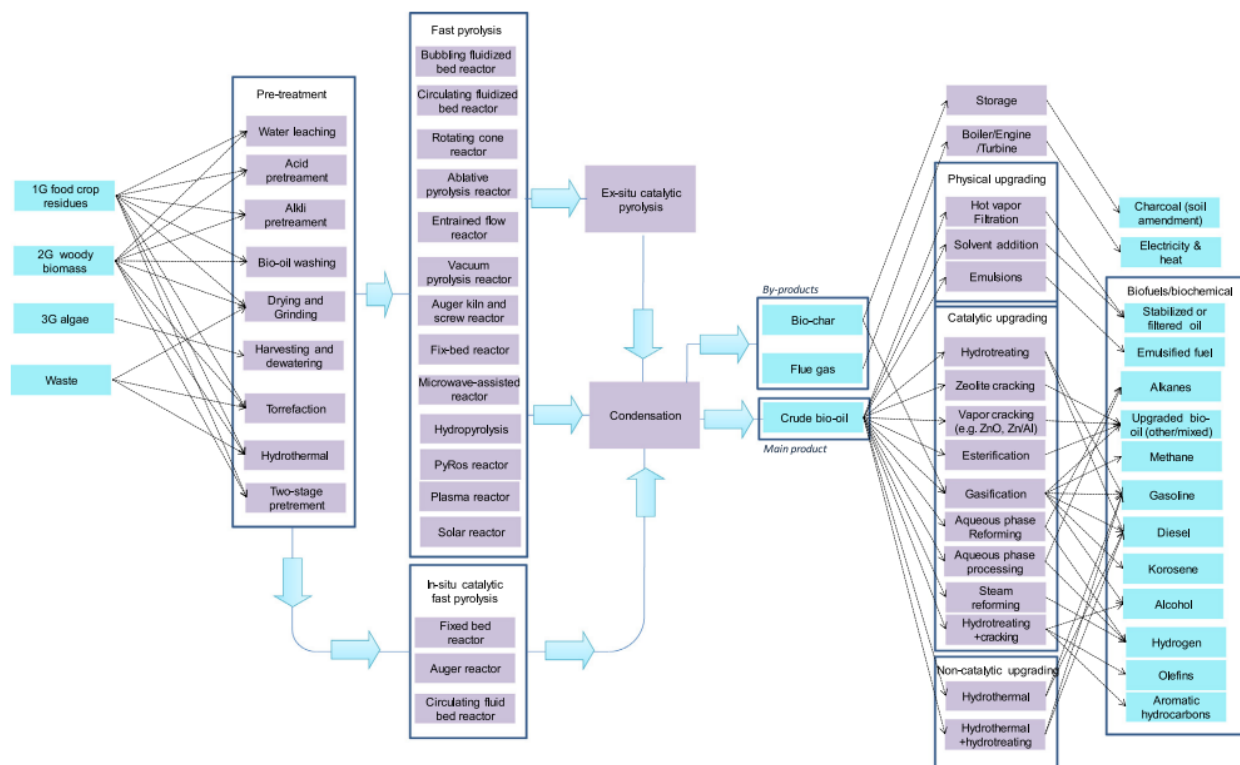 1G food crop
residues
2G woody
biomass
3G algae
Waste
Pre-treatment
Water leaching
Acid
pretreament
Alkli
pretreament
Bio-oil washing
Drying and
Grinding
Harvesting and
dewatering
Torrefaction
Hydrothermal
Two-stage
pretrement
Fast pyrolysis
Bubbling fluidized
bed reactor
Circulating fluidized
bed reactor
Rotating cone
reactor
Ablative
pyrolysis reactor
Entrained flow
reactor
Vacuum
pyrolysis reactor
Auger kiln and
screw reactor
Fix-bed reactor
Microwave-assisted
reactor
Hydropyrolysis
PyRos reactor
Plasma reactor
Solar reactor
In-situ catalytic
fast pyrolysis
Fixed bed
reactor
Auger reactor
Circulating fluid
bed reactor
Ex-situ catalytic
pyrolysis
Condensation
By-products
Bio-char
Flue gas
Crude bio-oil
Main product
Storage
Boiler/Engine
/Turbine
Physical upgrading
Hot vapor
Filtration
Solvent addition
Emulsions
Catalytic upgrading
Hydrotreating
Zeolite cracking
Vapor cracking
(e.g. ZnO, Zn/Al)
Esterification
Gasification
Aqueous phase
Reforming
Aqueous phase
processing
Steam
reforming
Hydrotreating
+cracking
Non-catalytic upgrading
Hydrothermal
Hydrothermal
+hydrotreating
Charcoal (soil
amendment)
Electricity &
heat
Biofuels/biochemical
Stabilized or
filtered oil
Emulsified fuel
Alkanes
Upgraded bio-
oil (other/mixed)
Methane
Gasoline
Diesel
Korosene
Alcohol
Hydrogen
Olefins
Aromatic
hydrocarbons